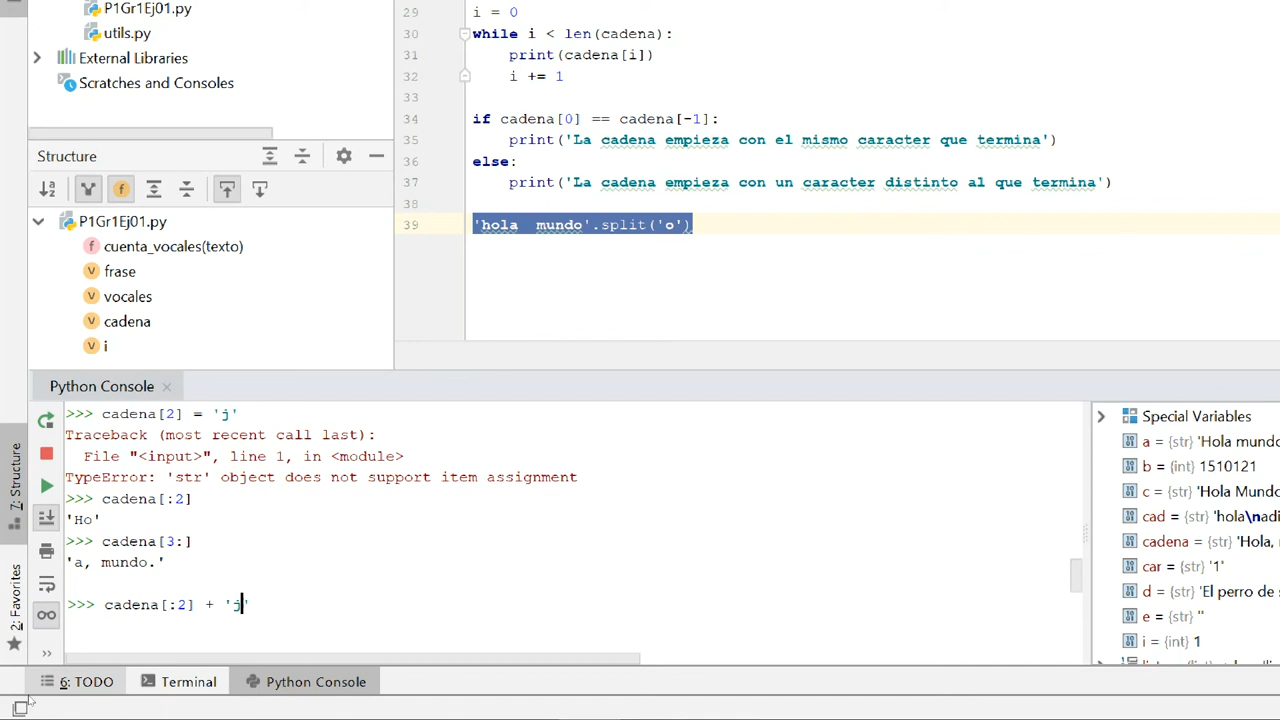 P1Gr1Ej01.py
utils.py
External Libraries
Scratches and Consoles
Structure
P1Gr1Ej01.py
cuenta_vocales(texto)
frase
vocales
cadena
i
29 i = 0
30 while i < len(cadena):
31 print(cadena[i])
32 i += 1
33
34 if cadena[0] == cadena[-1]:
35 print('La cadena empieza con el mismo caracter que termina')
36 else:
37 print('La cadena empieza con un caracter distinto al que termina')
38
39 'hola  mundo'.split('o')
Python Console
>>> cadena[2] = 'j'
Traceback (most recent call last):
File "<input>", line 1, in <module>
TypeError: 'str' object does not support item assignment
>>> cadena[:2]
'Ho'
>>> cadena[3:]
'a, mundo.'
>>> cadena[:2] + 'j'
Special Variables
a = {str} 'Hola mundo
b = {int} 1510121
c = {str} 'Hola Mundo
cad = {str} 'hola\nadi
cadena = {str} 'Hola,
car = {str} '1'
d = {str} 'El perro de s
e = {str} ''
i = {int} 1
7: Structure
2: Favorites
6: TODO
Terminal
Python Console